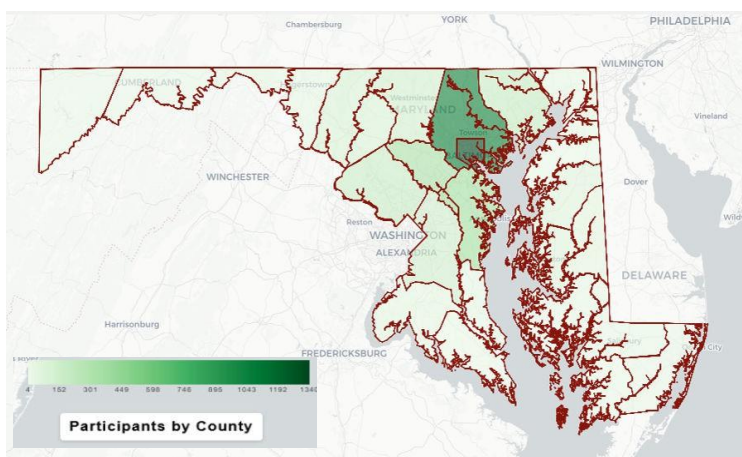 Chambersburg
YORK
PHILADELPHIA
WILMINGTON
Vineland
Westminster
MARYLAND
Towson
WINCHESTER
Dover
Reston
WASHINGTON
ALEXANDRIA
DELAWARE
Harrisonburg
FREDERICKSBURG
4 152 301 449 598 746 895 1043 1192 1340
Participants by County